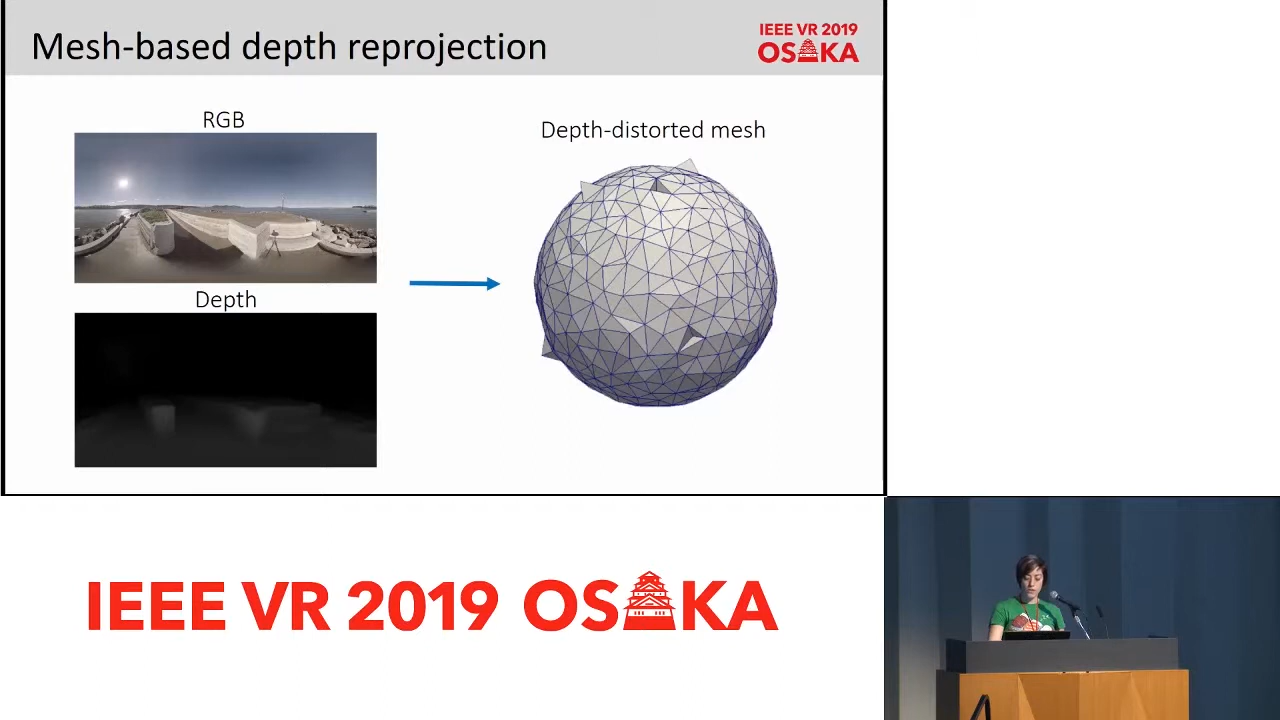 Mesh-based depth reprojection
IEEE VR 2019
OSAKA
RGB
Depth-distorted mesh
Depth
IEEE VR 2019 OSAKA